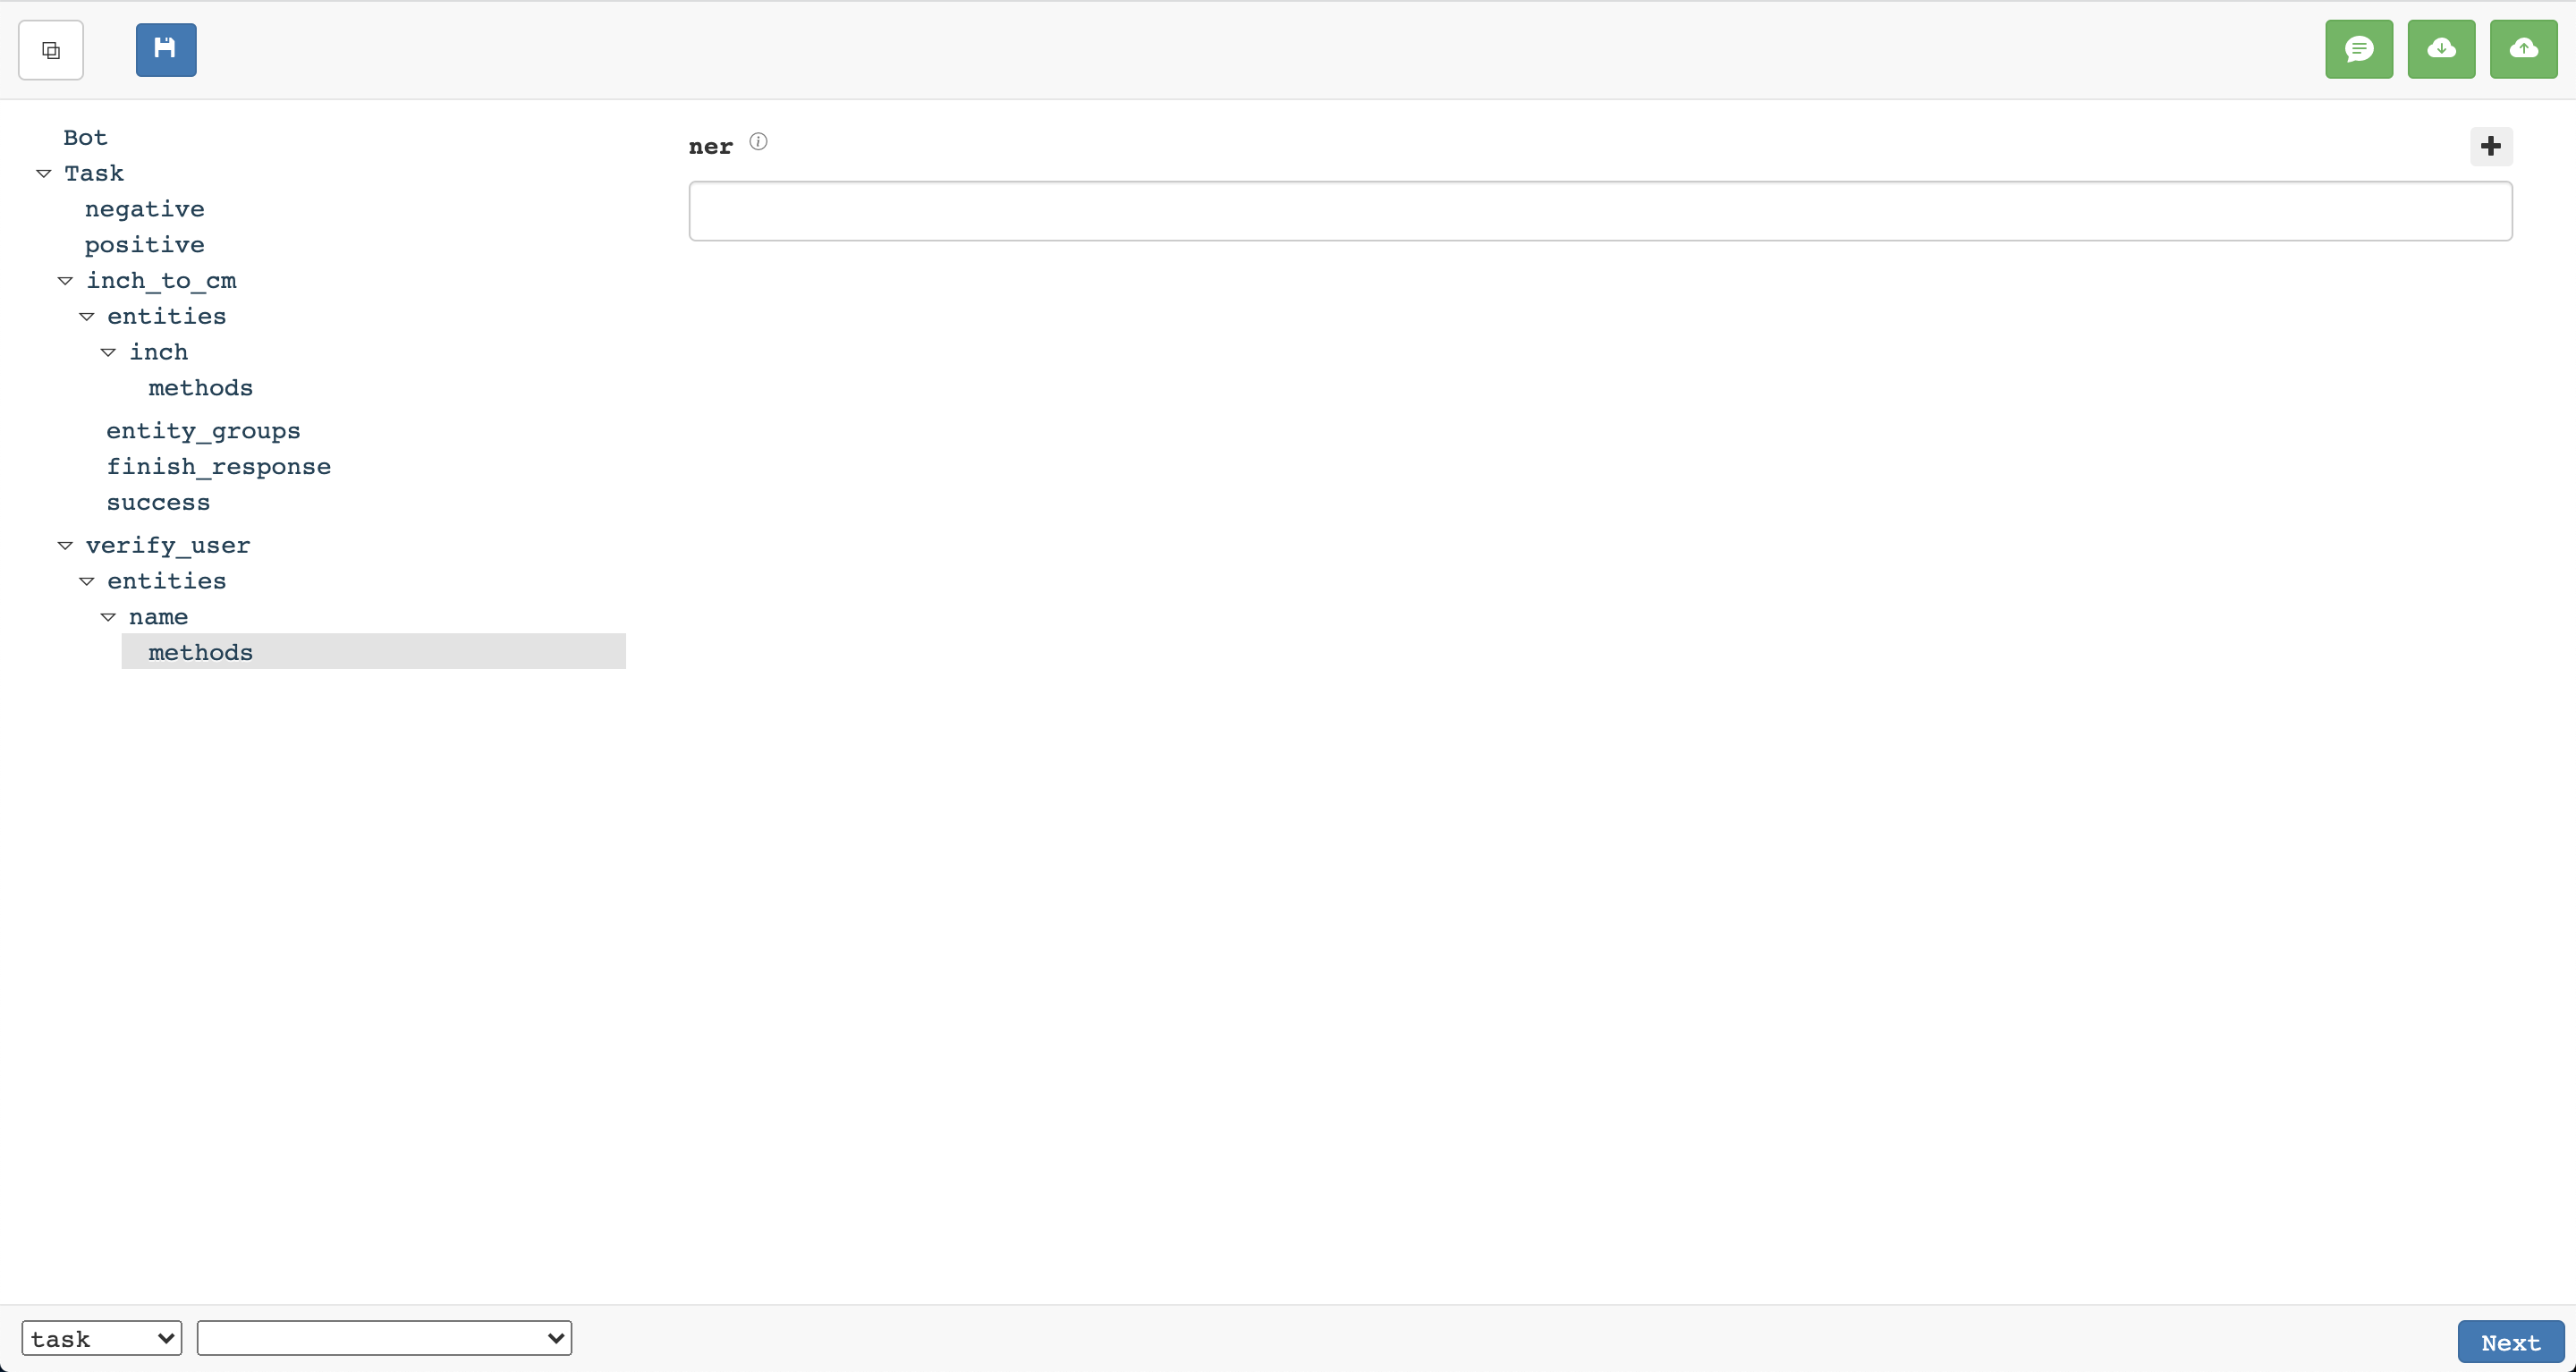 Bot
Task
negative
positive
inch_to_cm
entities
inch
methods
entity_groups
finish_response
success
verify_user
entities
name
methods
ner
task
Next